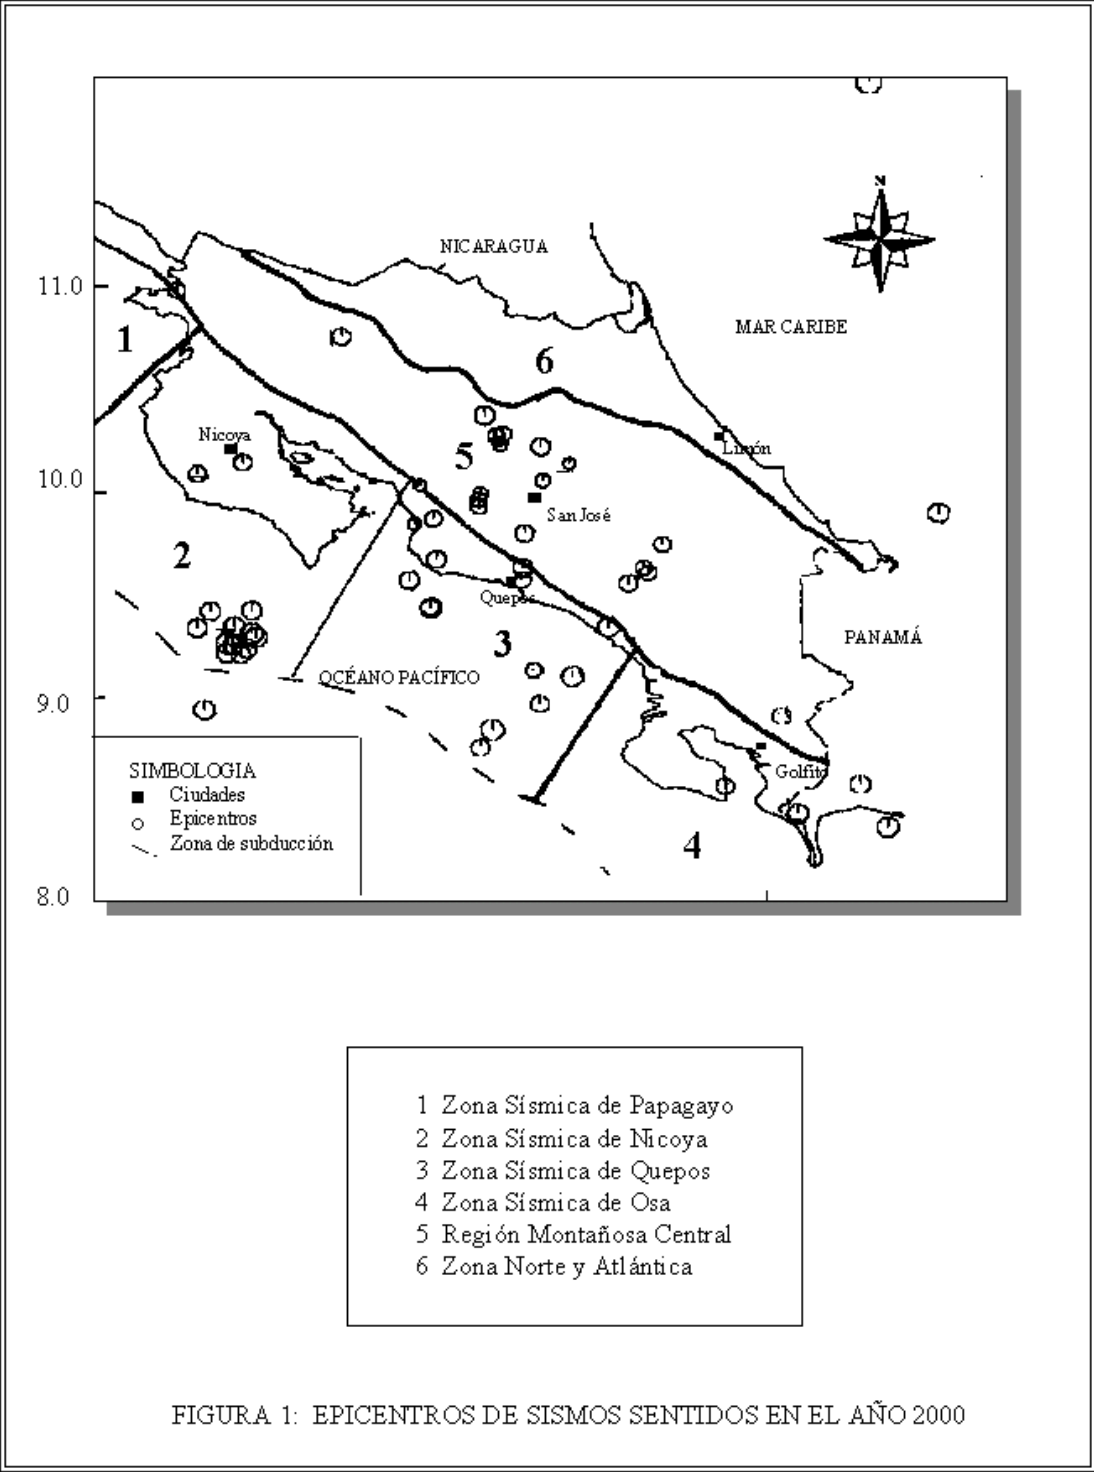 N
NICARAGUA
11.0
MAR CARIBE
1
6
Nicoya
Limón
5
10.0
San José
2
Quepos
3
PANAMÁ
OCÉANO PACÍFICO
9.0
SIMBOLOGIA
Golfito
Ciudades
Epicentros
Zona de subducción
4
8.0
1 Zona Sísmica de Papagayo
2 Zona Sísmica de Nicoya
3 Zona Sísmica de Quepos
4 Zona Sísmica de Osa
5 Región Montañosa Central
6 Zona Norte y Atlántica
FIGURA 1: EPICENTROS DE SISMOS SENTIDOS EN EL AÑO 2000